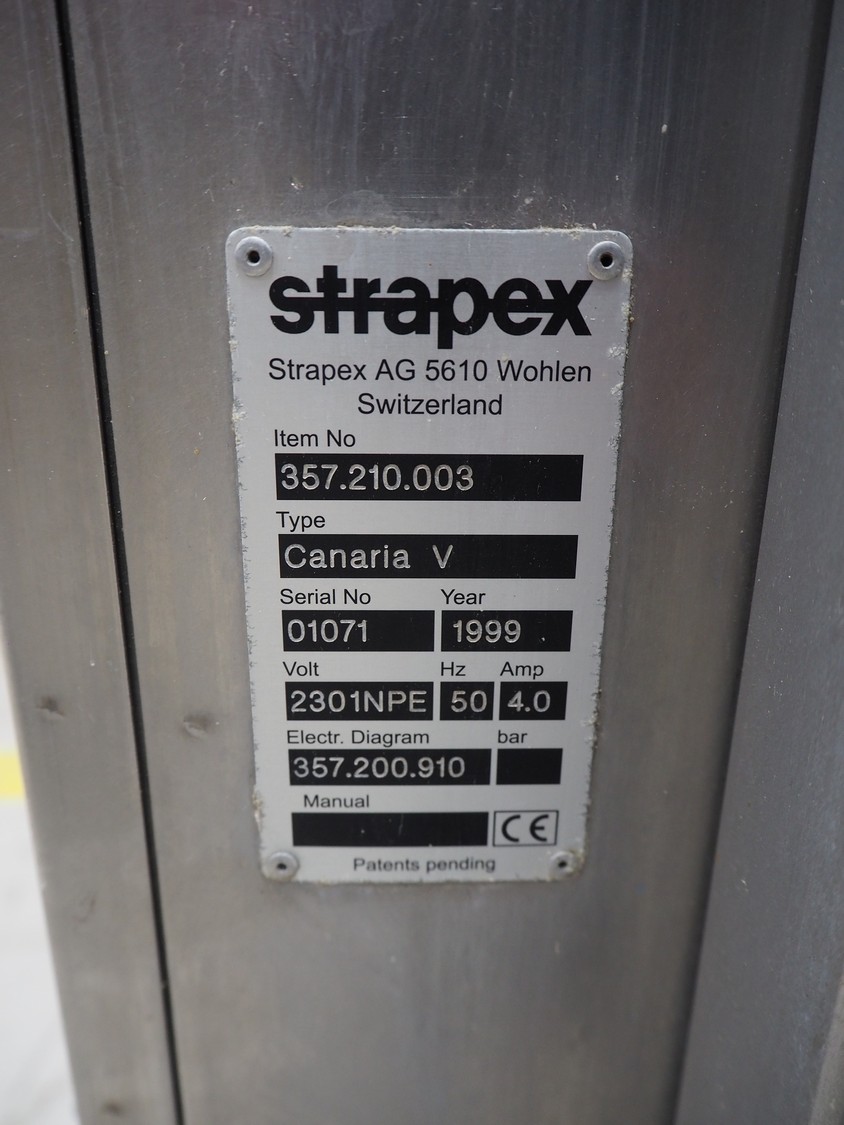 strapex
Strapex AG 5610 Wohlen
Switzerland
Item No
357.210.003
Type
Canaria V
Serial No Year
01071 1999
Volt Hz Amp
2301NPE 50 4.0
Electr. Diagram bar
357.200.910
Manual
CE
Patents pending